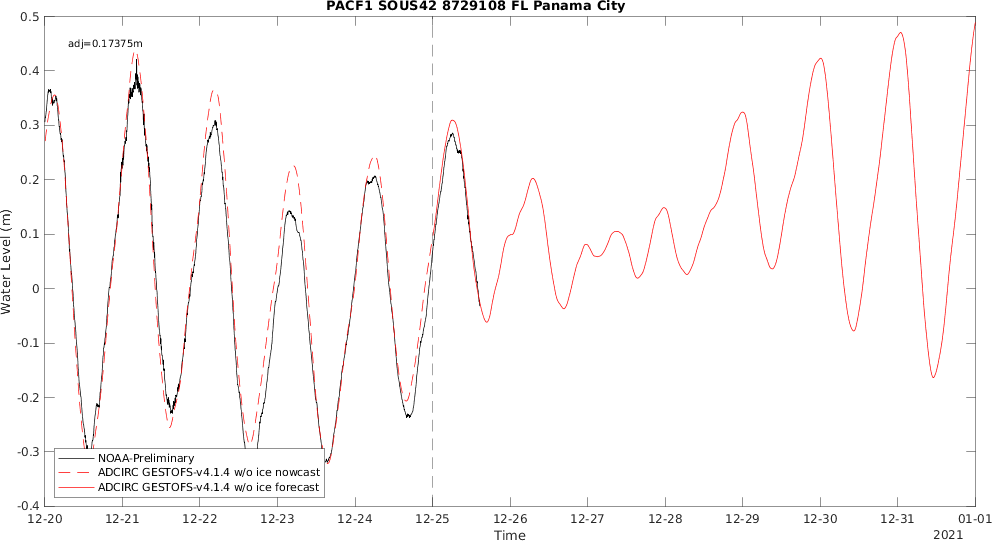 PACF1 SOUS42 8729108 FL Panama City
adj=0.17375m
Water Level (m)
0.5
0.4
0.3
0.2
0.1
0
-0.1
-0.2
-0.3
-0.4
NOAA-Preliminary
ADCIRC GESTOFS-v4.1.4 w/o ice nowcast
ADCIRC GESTOFS-v4.1.4 w/o ice forecast
12-20 12-21 12-22 12-23 12-24 12-25 12-26 12-27 12-28 12-29 12-30 12-31 01-01
Time
2021